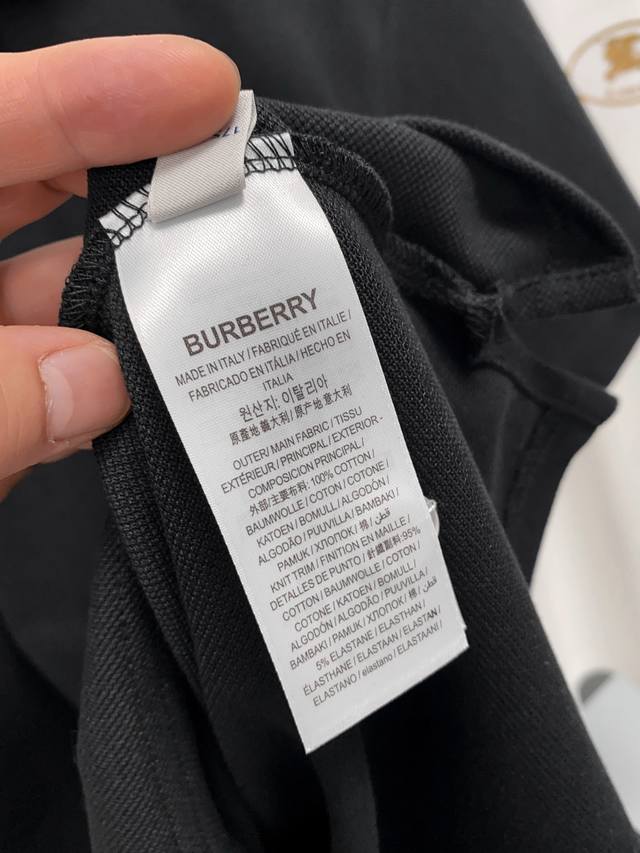 BURBERRY
MADE IN ITALY / FABRIQUÉ EN ITALIE /
FABRICADO EN ITÁLIA / HECHO EN
ITALIA
원산지: 이탈리아
原產地 義大利 / 原产地 意大利
OUTER/ MAIN FABRIC / TISSU
EXTÉRIEUR / PRINCIPAL / EXTERIOR -
COMPOSICIÓN PRINCIPAL/
外部/主要布料: 100% COTTON/
BAUMWOLLE / COTON / COTONE /
KATOEN / BOMULL / ALGODÓN/
ALGODÃO / PUUVILLA / BAMBAKI/
PAMUK / ХЛОПОК / 棉 / قطن/
KNIT TRIM / FINITION EN MAILLE/
DETALLES DE PUNTO / 針織副料:95%
COTTON / BAUMWOLLE / COTON/
COTONE / KATOEN / BOMULL/
ALGODÓN / ALGODÃO / PUUVILLA/
BAMBAKI / PAMUK / ХЛОПОК / 棉 / قطن/
5% ELASTANE / ELASTHAN /
ÉLASTHANE / ELASTAAN / ELASTAN/
ELASTANO / elastano / ELASTAANI /